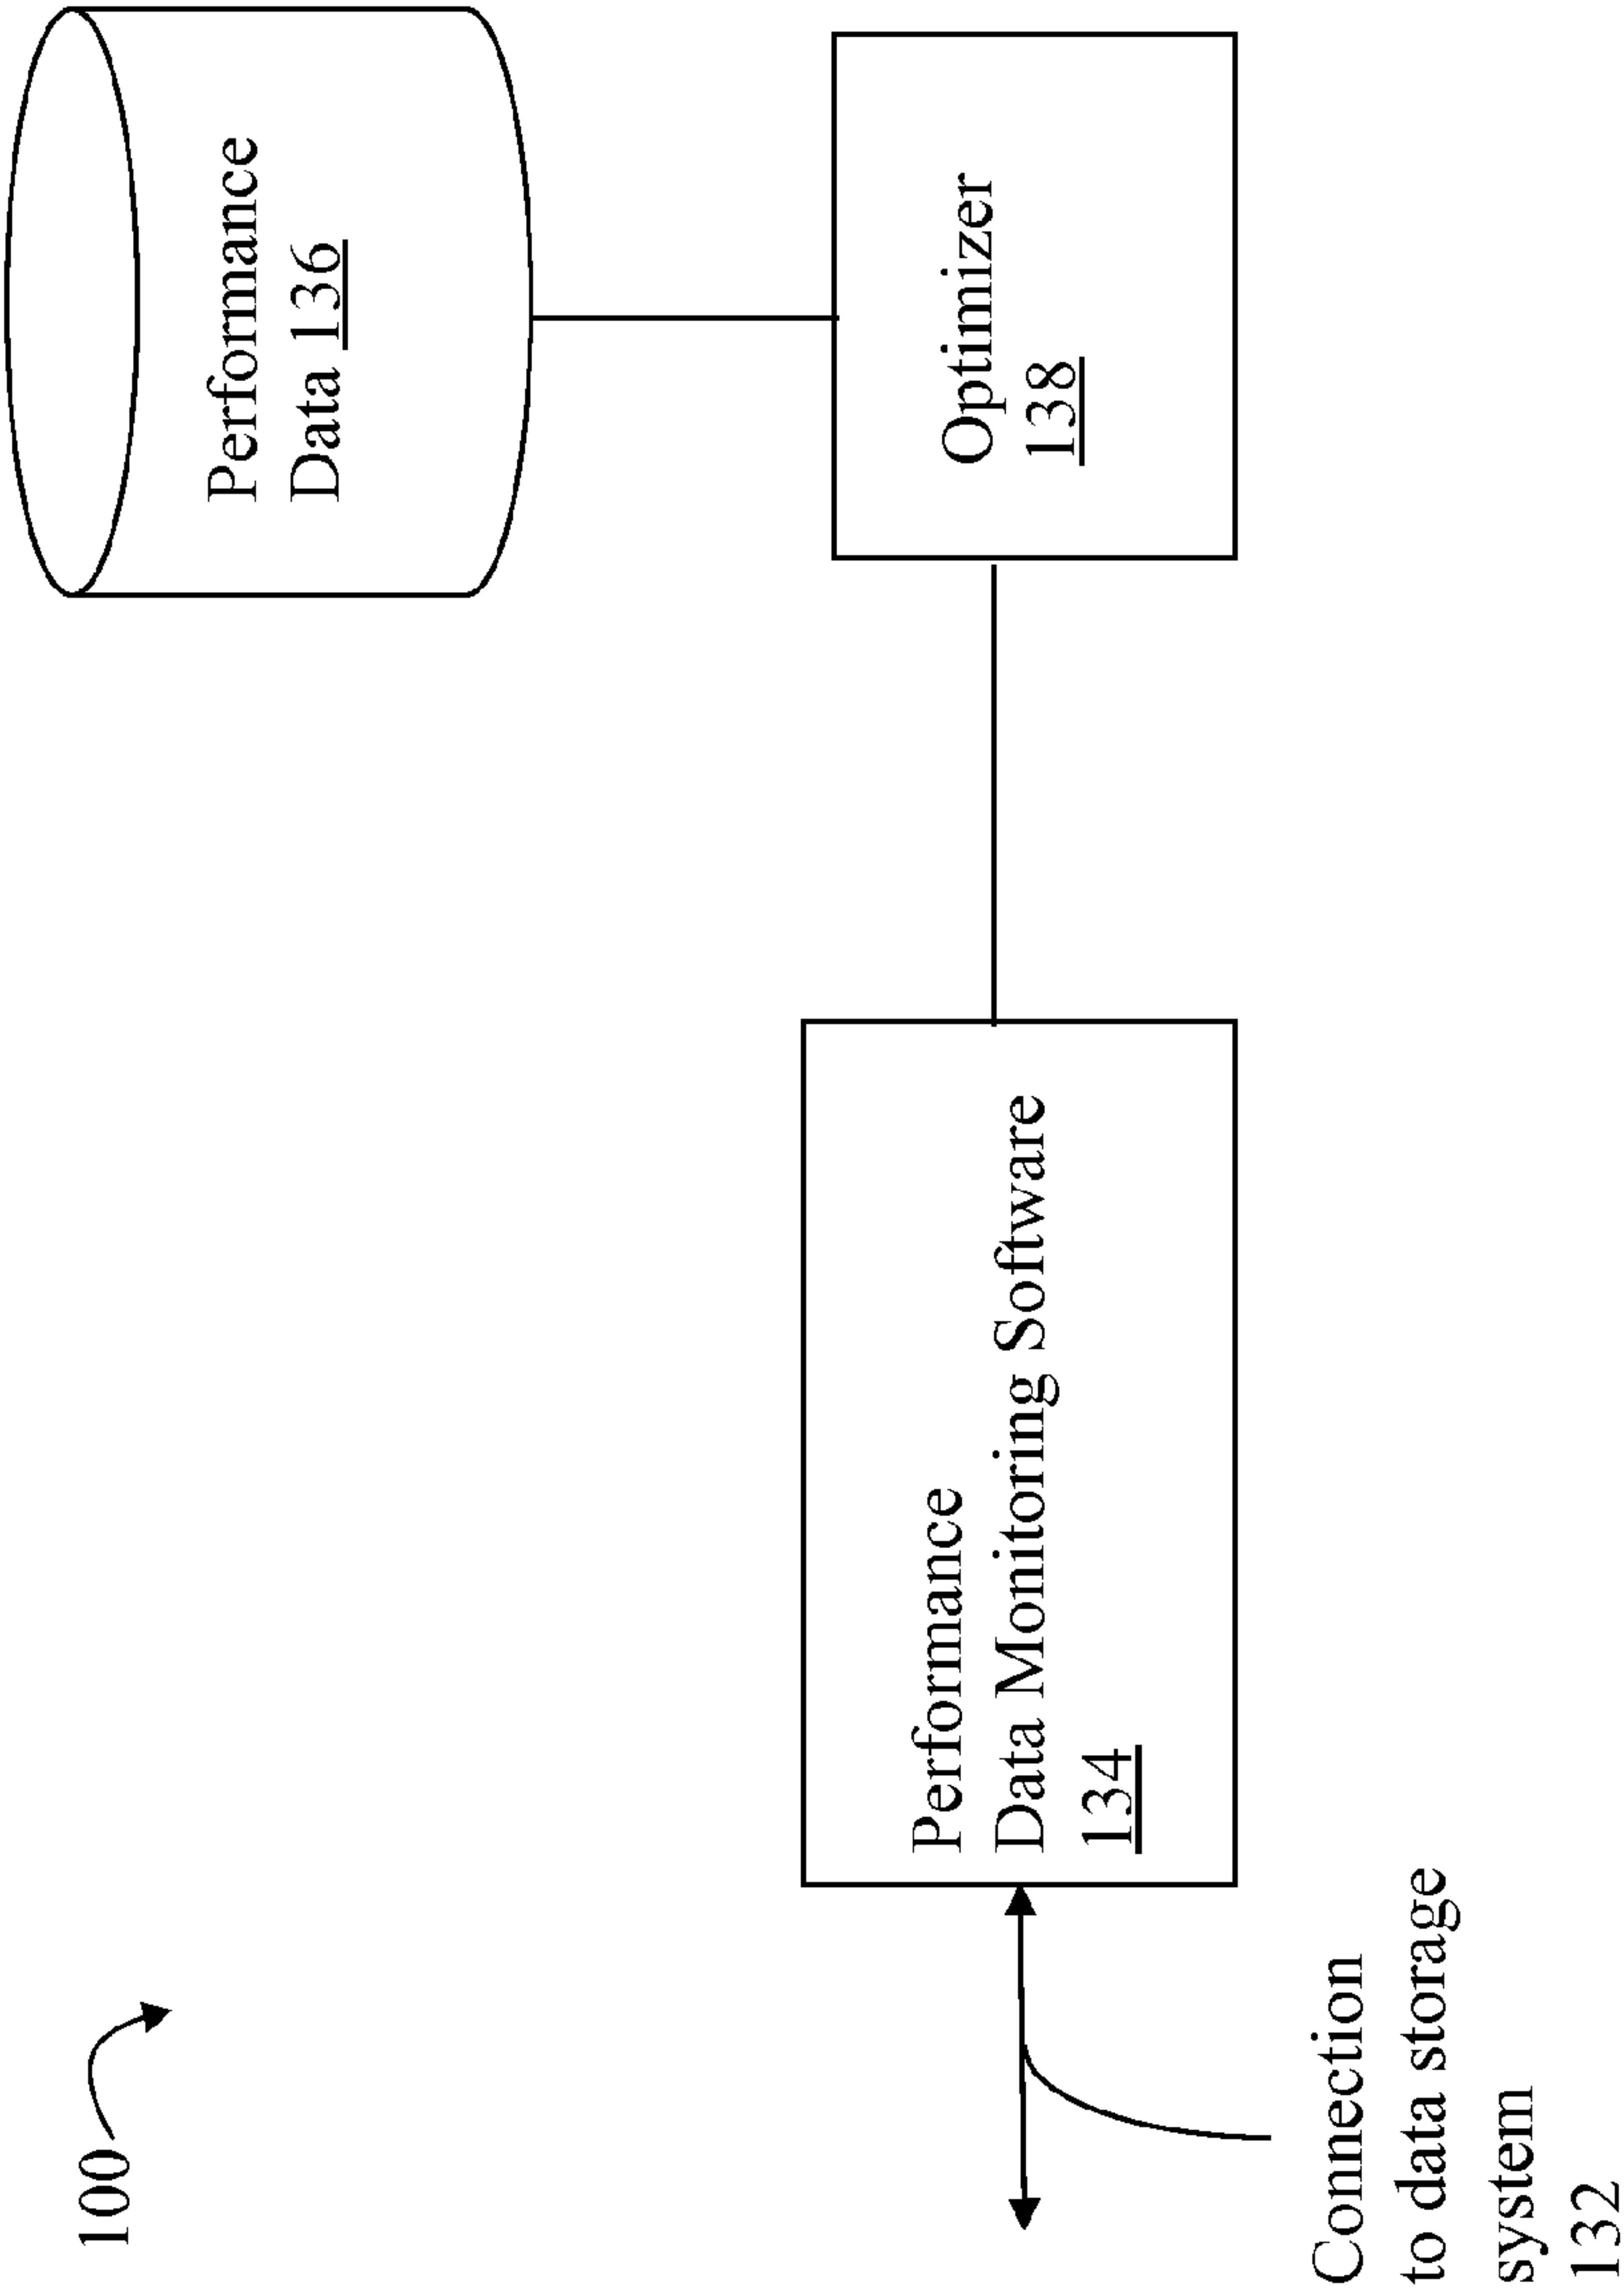 100
Performance
Data 136
Performance
Data Monitoring Software
134
Optimizer
138
Connection
to data storage
system
132